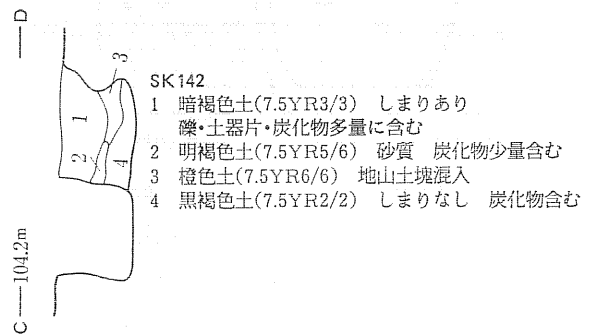 SK142
1 暗褐色土(7.5YR3/3) しまりあり
礫・土器片・炭化物多量に含む
2 明褐色土(7.5YR5/6) 砂質 炭化物少量含む
3 橙色土(7.5YR6/6) 地山土塊混入
4 黒褐色土(7.5YR2/2) しまりなし 炭化物含む
C ―104.2m ― D
1
2
3
4